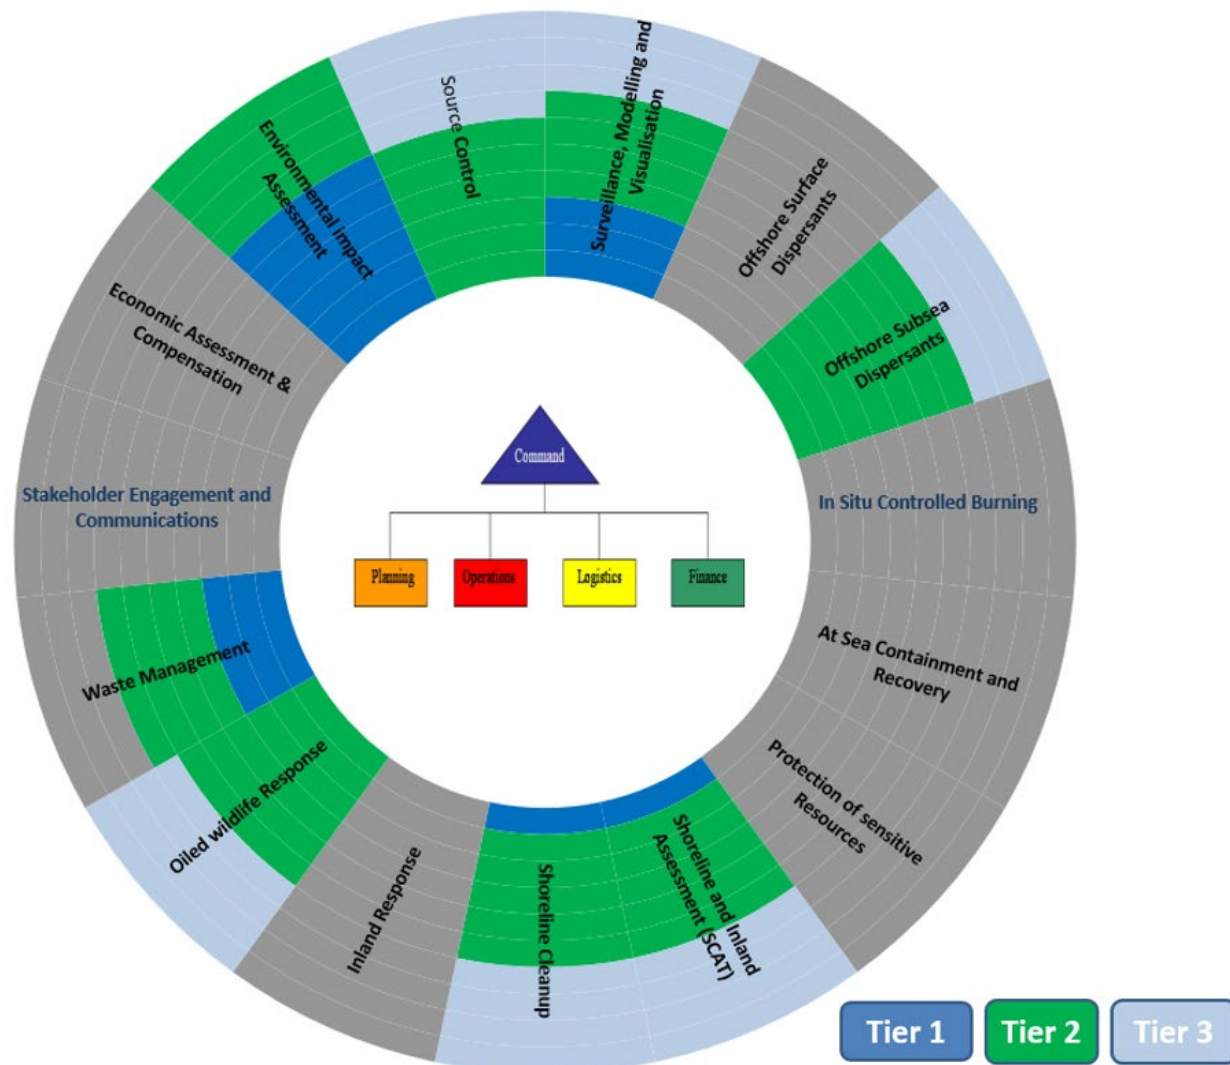 Surveillance, Modelling and
Visualisation
Offshore Surface
Dispersants
Offshore Subsea
Dispersants
In Situ Controlled Burning
At Sea Containment and
Recovery
Protection of sensitive
Resources
Shoreline and Inland
Assessment (SCAT)
Shoreline Cleanup
Inland Response
Oiled wildlife Response
Waste Management
Stakeholder Engagement and
Communications
Economic Assessment &
Compensation
Environmental impact
Assessment
Source Control
Command
Planning
Operations
Logistics
Finance
Tier 1
Tier 2
Tier 3